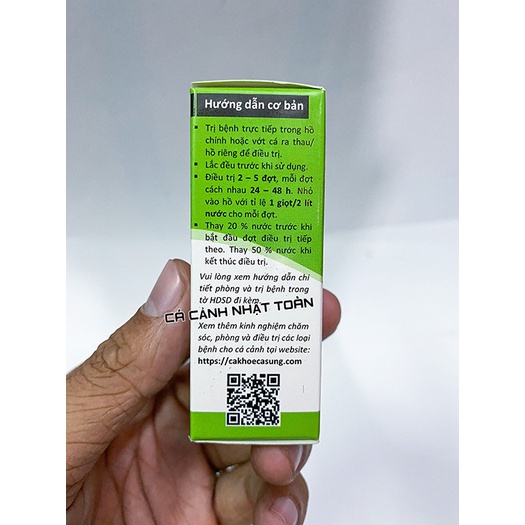 Hướng dẫn cơ bản
▪ Trị bệnh trực tiếp trong hồ
chính hoặc vớt cá ra thau/
hồ riêng để điều trị.
▪ Lắc đều trước khi sử dụng.
▪ Điều trị 2 – 5 đợt, mỗi đợt
cách nhau 24 – 48 h. Nhỏ
vào hồ với tỉ lệ 1 giọt/2 lít
nước cho mỗi đợt.
▪ Thay 20 % nước trước khi
bắt đầu đợt điều trị tiếp
theo. Thay 50 % nước khi
kết thúc điều trị.
Vui lòng xem hướng dẫn chi
tiết phòng và trị bệnh trong
tờ HDSD đi kèm.
CÁ CẢNH NHẬT TOÀN
Xem thêm kinh nghiệm chăm
sóc, phòng và điều trị các loại
bệnh cho cá cảnh tại website:
https://cakhoecasung.com